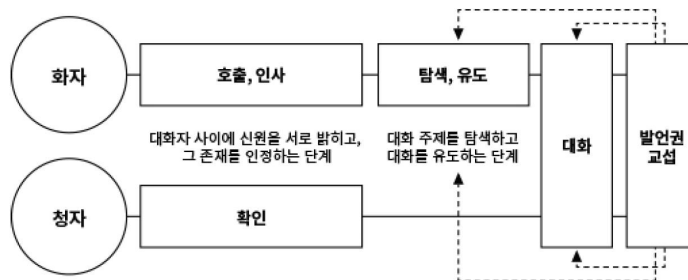 화자
호출, 인사
탐색, 유도
대화자 사이에 신원을 서로 밝히고,
그 존재를 인정하는 단계
대화 주제를 탐색하고
대화를 유도하는 단계
대화
발언권
교섭
청자
확인